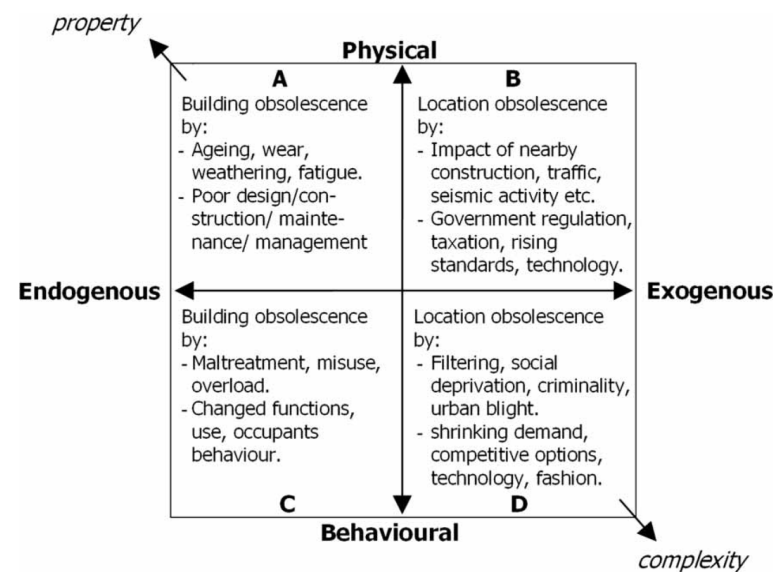 property
Physical
A
Building obsolescence
by:
- Ageing, wear,
weathering, fatigue.
- Poor design/con-
struction/ mainte-
nance/ management
B
Location obsolescence
by:
- Impact of nearby
construction, traffic,
seismic activity etc.
- Government regulation,
taxation, rising
standards, technology.
Endogenous
Exogenous
Building obsolescence
by:
- Maltreatment, misuse,
overload.
- Changed functions,
use, occupants
behaviour.
C
Location obsolescence
by:
- Filtering, social
deprivation, criminality,
urban blight.
- shrinking demand,
competitive options,
technology, fashion.
D
Behavioural
complexity